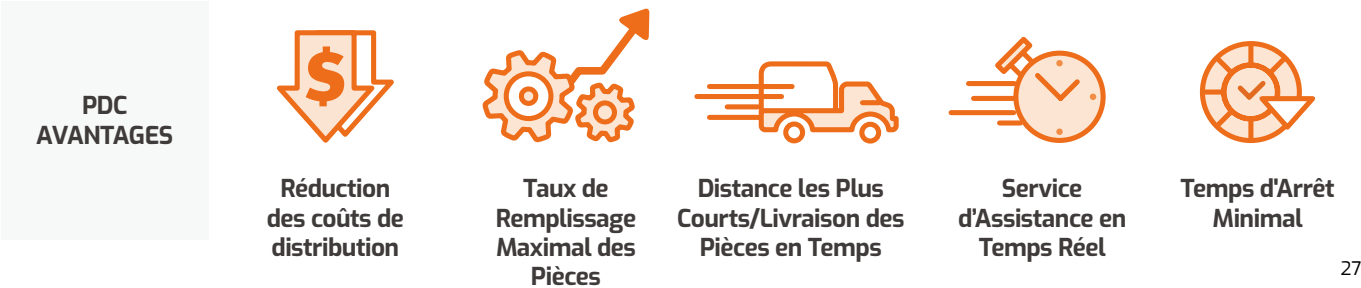 PDC
AVANTAGES
$
Réduction
des coûts de
distribution
Taux de
Remplissage
Maximal des
Pièces
Distance les Plus
Courts/Livraison des
Pièces en Temps
Service
d'Assistance en
Temps Réel
Temps d'Arrêt
Minimal
27